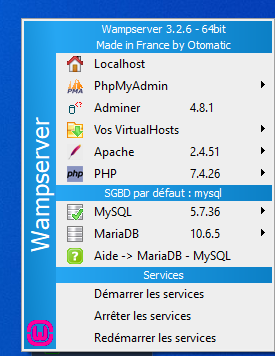 Wampserver 3.2.6 - 64bit
Made in France by Otomatic
Localhost
PhpMyAdmin
Adminer 4.8.1
Vos VirtualHosts
Apache 2.4.51
PHP 7.4.26
SGBD par défaut : mysql
MySQL 5.7.36
MariaDB 10.6.5
Aide -> MariaDB - MySQL
Services
Démarrer les services
Arrêter les services
Redémarrer les services
Wampserver
PMA
php